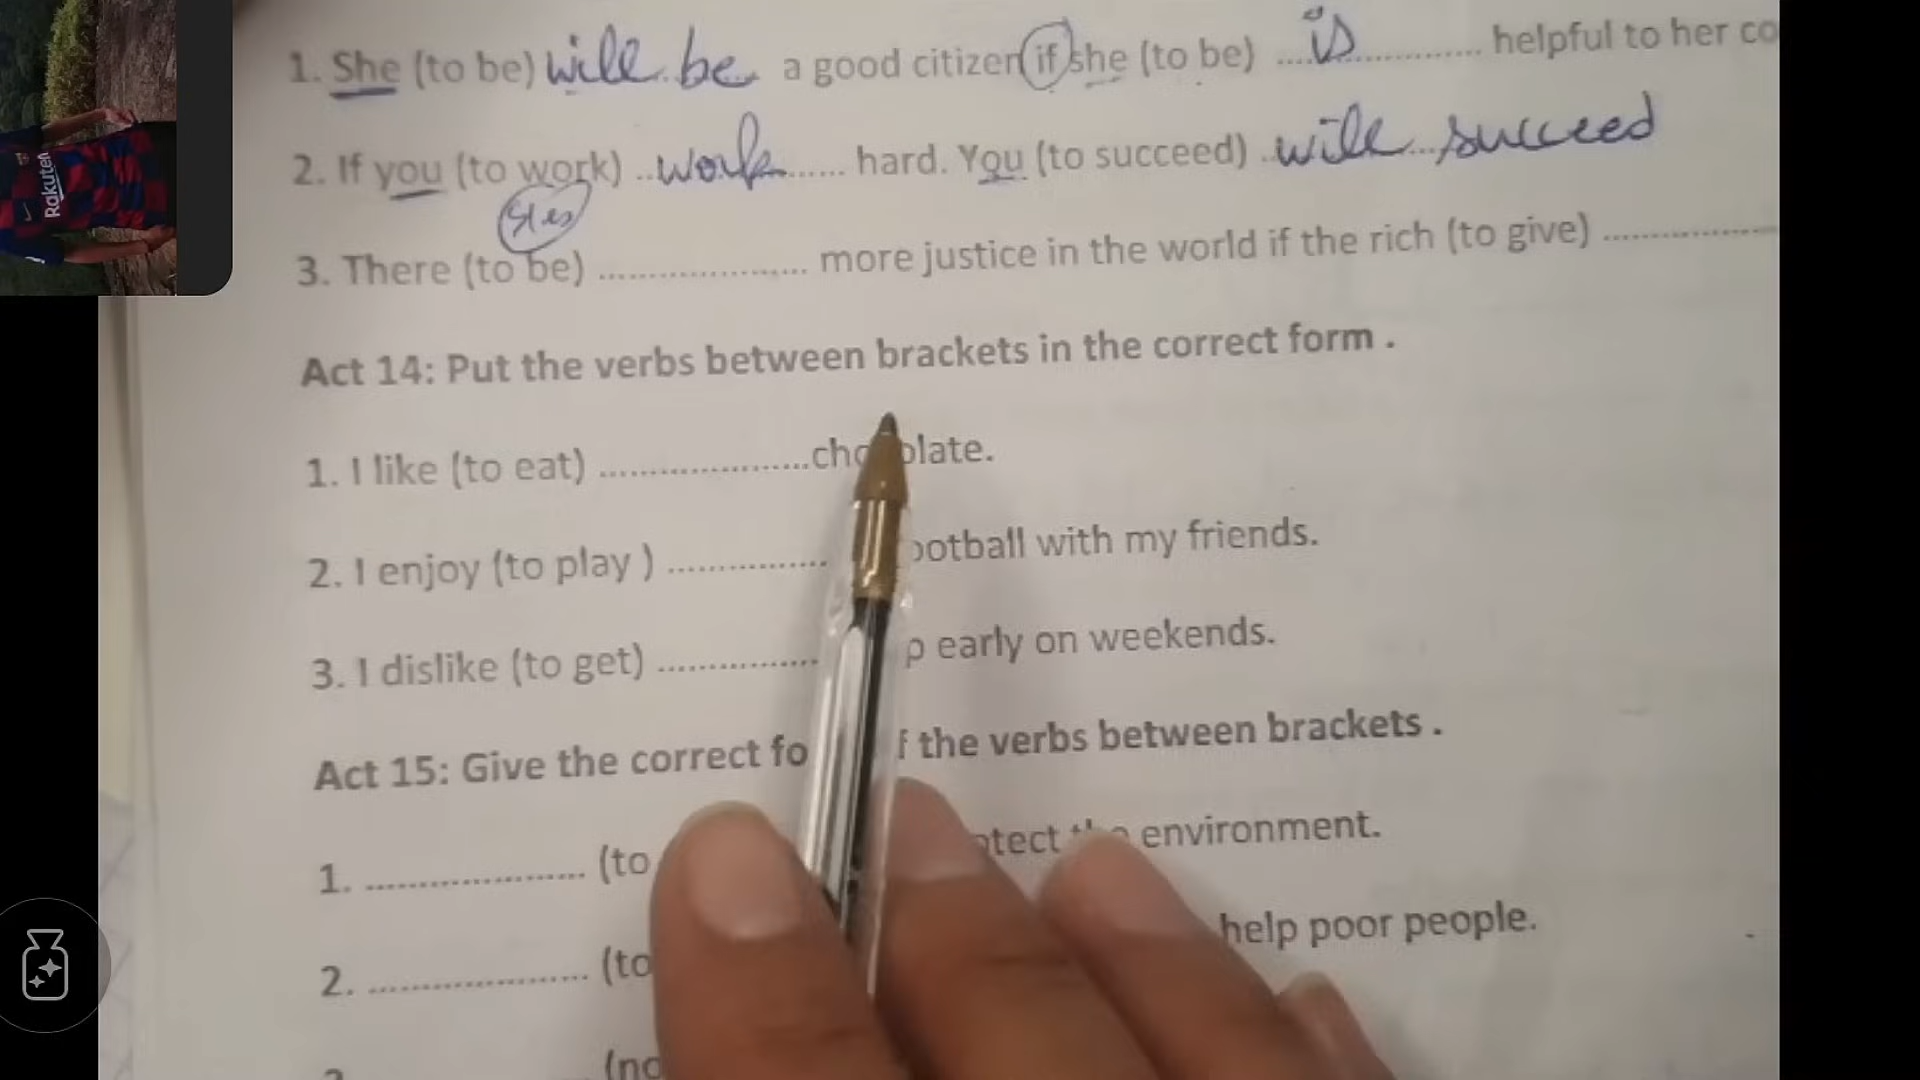 1. She (to be) will be a good citizen if she (to be) ....is............. helpful to her co
2. If you (to work) ..work...... hard. You (to succeed) ..will...succeed
3. There (to be) ..................... more justice in the world if the rich (to give) ..................
Act 14: Put the verbs between brackets in the correct form .
1. I like (to eat) .....................chocolate.
2. I enjoy (to play ) ................ ootball with my friends.
3. I dislike (to get) ................ p early on weekends.
Act 15: Give the correct fo f the verbs between brackets .
1. ...................... (to tect the environment.
2. ...................... (to help poor people.
Rakuten